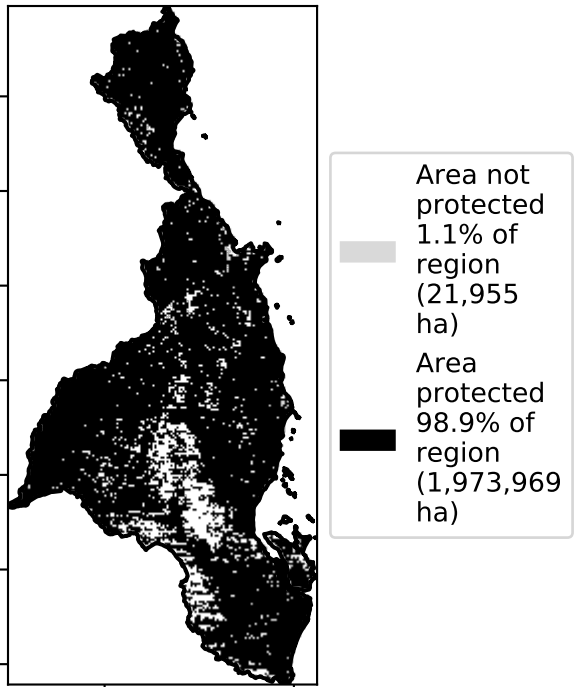 Area not
protected
1.1% of
region
(21,955
ha)
Area
protected
98.9% of
region
(1,973,969
ha)